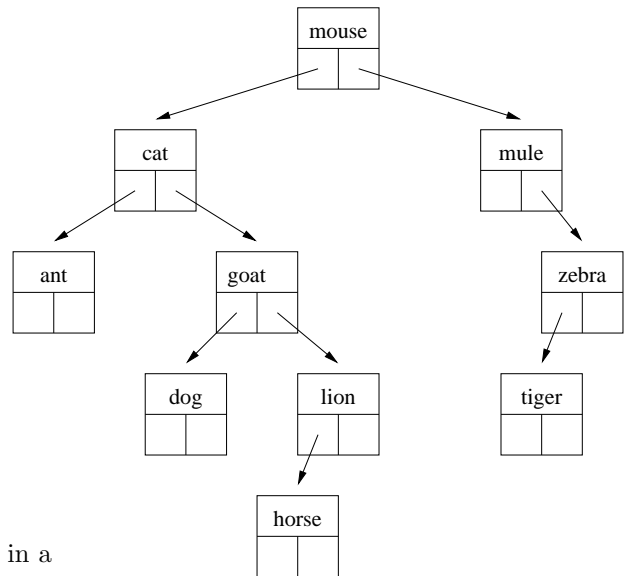 mouse
cat
mule
ant
goat
zebra
dog
lion
tiger
horse
in a